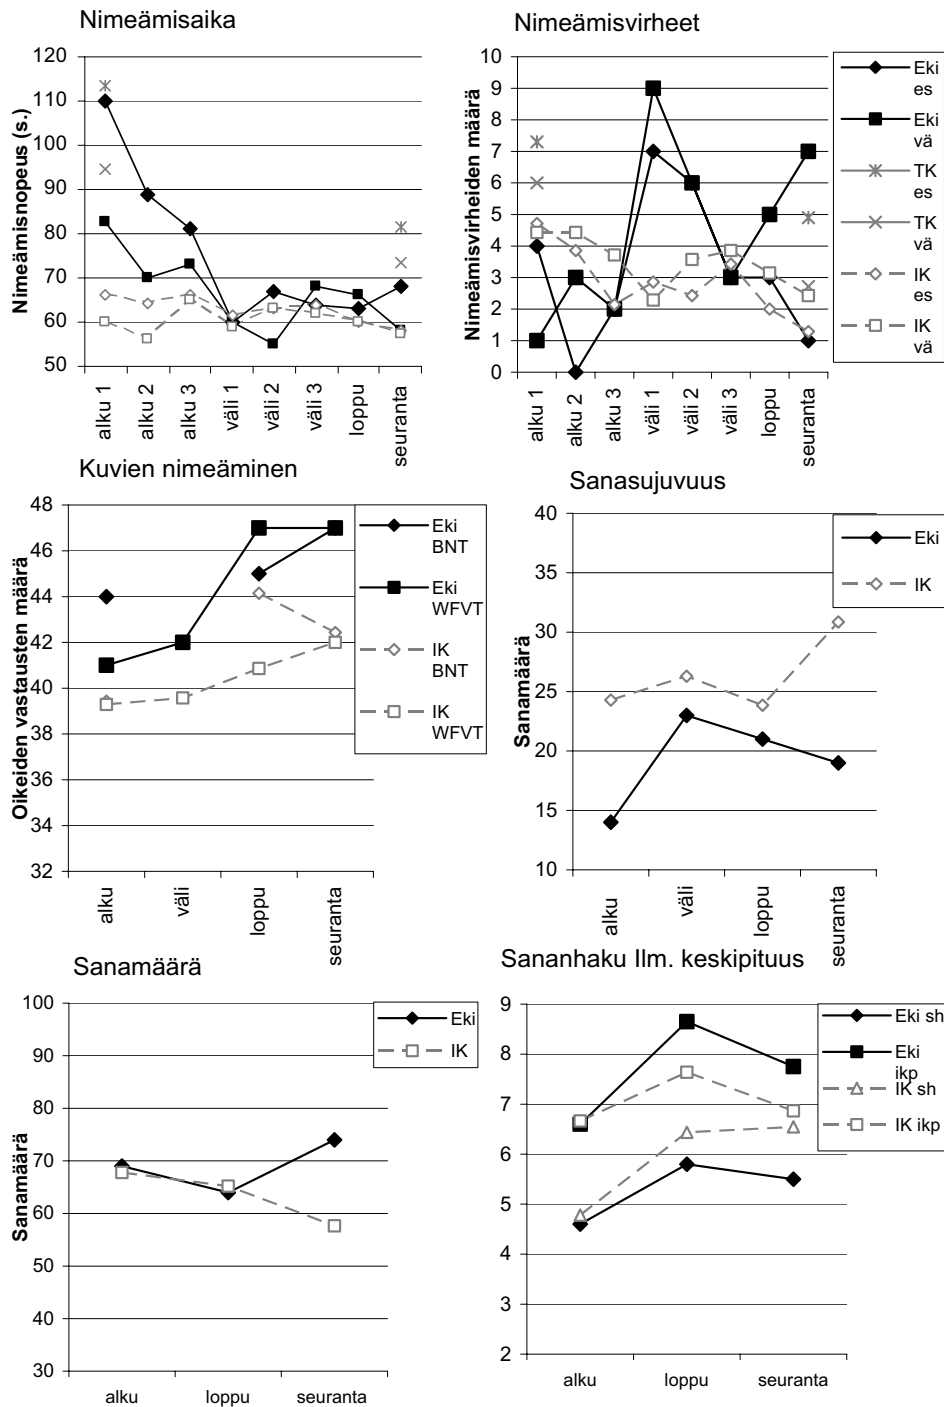 Nimeämisaika
120
110
100
90
80
70
60
50
Nimeämisnopeus (s.)
alku 1
alku 2
alku 3
väli 1
väli 2
väli 3
loppu
seuranta
Nimeämisvirheet
10
9
8
7
6
5
4
3
2
1
0
Nimeämisvirheiden määrä
alku 1
alku 2
alku 3
väli 1
väli 2
väli 3
loppu
seuranta
Eki
es
Eki
vä
TK
es
TK
vä
IK
es
IK
vä
Kuvien nimeäminen
48
46
44
42
40
38
36
34
32
Oikeiden vastausten määrä
alku
väli
loppu
seuranta
Eki
BNT
Eki
WFVT
IK
BNT
IK
WFVT
Sanasujuvuus
40
35
30
25
20
15
10
Sanamäärä
alku
väli
loppu
seuranta
Eki
IK
Sanamäärä
100
90
80
70
60
50
40
30
Sanamäärä
alku
loppu
seuranta
Eki
IK
Sananhaku Ilm. keskipituus
9
8
7
6
5
4
3
2
alku
loppu
seuranta
Eki sh
Eki
ikp
IK sh
IK ikp